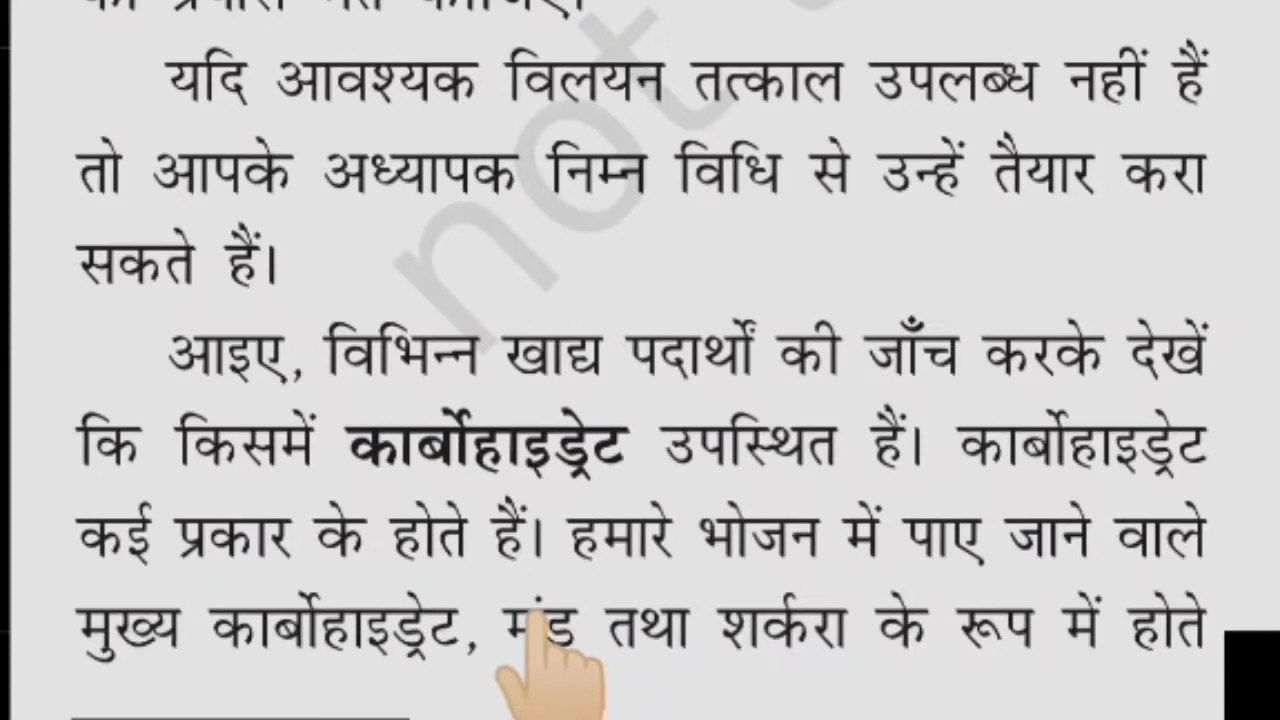 यदि आवश्यक विलयन तत्काल उपलब्ध नहीं हैं
तो आपके अध्यापक निम्न विधि से उन्हें तैयार करा
सकते हैं।
आइए, विभिन्न खाद्य पदार्थों की जाँच करके देखें
कि किसमें कार्बोहाइड्रेट उपस्थित हैं। कार्बोहाइड्रेट
कई प्रकार के होते हैं। हमारे भोजन में पाए जाने वाले
मुख्य कार्बोहाइड्रेट, मंड तथा शर्करा के रूप में होते
not